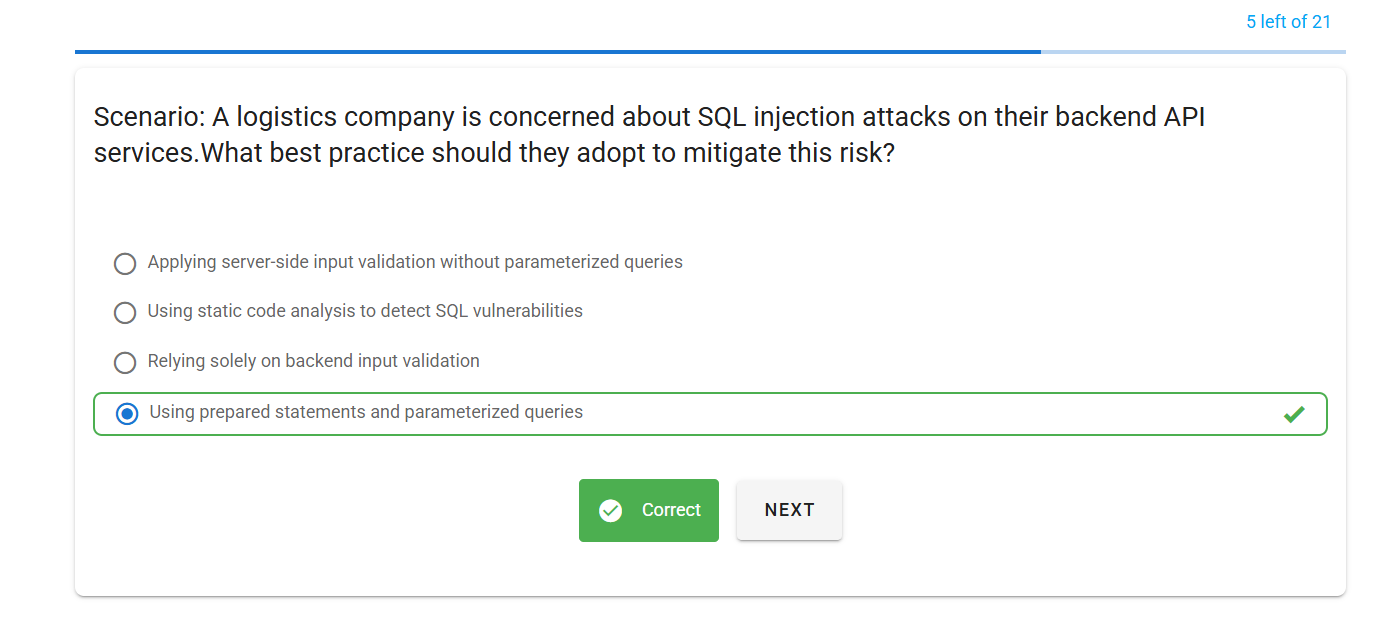 5 left of 21
Scenario: A logistics company is concerned about SQL injection attacks on their backend API
services.What best practice should they adopt to mitigate this risk?
Applying server-side input validation without parameterized queries
Using static code analysis to detect SQL vulnerabilities
Relying solely on backend input validation
Using prepared statements and parameterized queries
Correct
NEXT